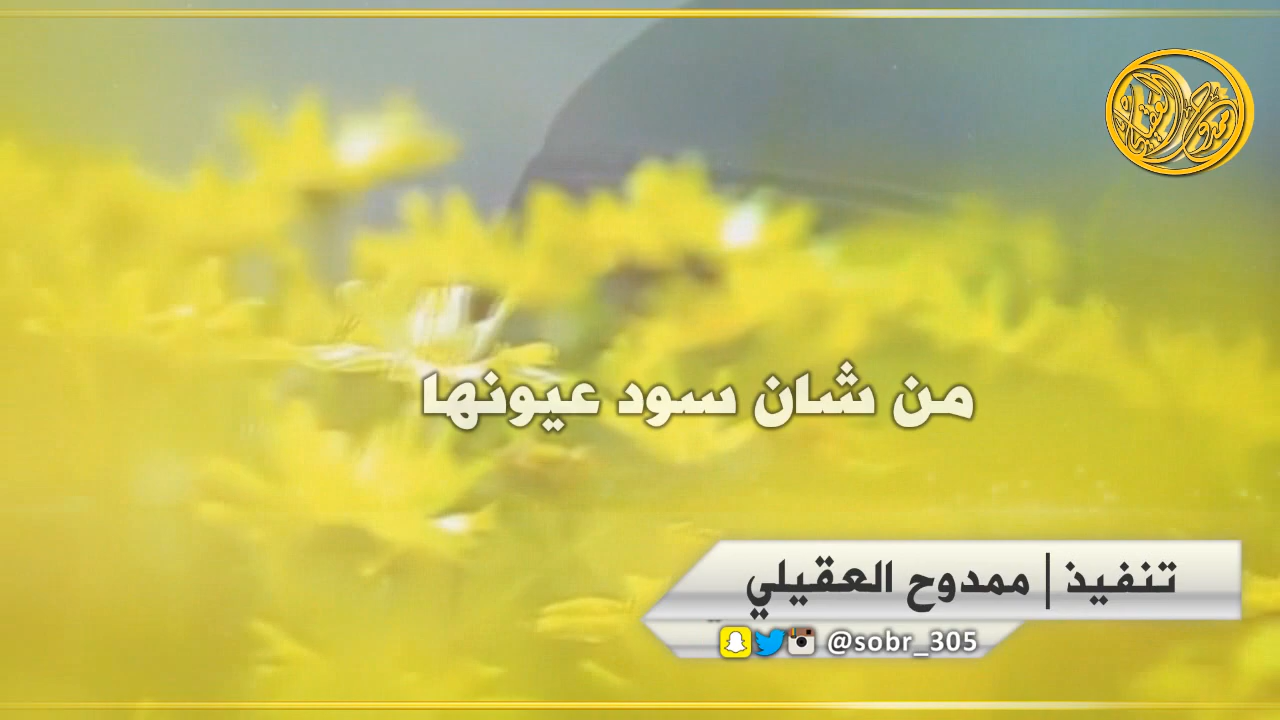 من شان سود عيونها
تنفيذ | ممدوح العقيلي
@sobr_305